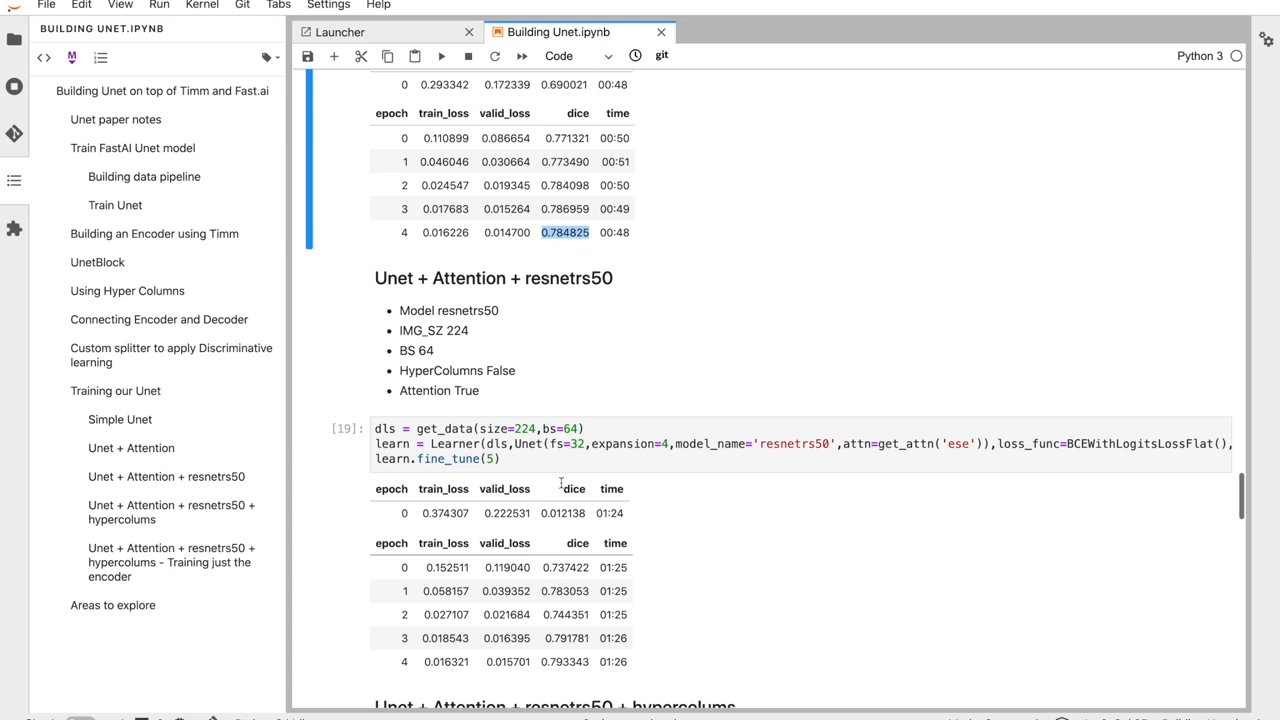 File Edit View Run Kernel Git Tabs Settings Help
BUILDING UNET.IPYNB
Launcher
Building Unet.ipynb
Code
git
Python 3
Building Unet on top of Timm and Fast.ai
Unet paper notes
Train FastAI Unet model
Building data pipeline
Train Unet
Building an Encoder using Timm
UnetBlock
Using Hyper Columns
Connecting Encoder and Decoder
Custom splitter to apply Discriminative
learning
Training our Unet
Simple Unet
Unet + Attention
Unet + Attention + resnetrs50
Unet + Attention + resnetrs50 +
hypercolums
Unet + Attention + resnetrs50 +
hypercolums - Training just the
encoder
Areas to explore
0 0.293342 0.172339 0.690021 00:48
epoch train_loss valid_loss dice time
0 0.110899 0.086654 0.771321 00:50
1 0.046046 0.030664 0.773490 00:51
2 0.024547 0.019345 0.784098 00:50
3 0.017683 0.015264 0.786959 00:49
4 0.016226 0.014700 0.784825 00:48
Unet + Attention + resnetrs50
• Model resnetrs50
• IMG_SZ 224
• BS 64
• HyperColumns False
• Attention True
[19]: dls = get_data(size=224,bs=64)
learn = Learner(dls,Unet(fs=32,expansion=4,model_name='resnetrs50',attn=get_attn('ese')),loss_func=BCEWithLogitsLossFlat(),
learn.fine_tune(5)
epoch train_loss valid_loss dice time
0 0.374307 0.222531 0.012138 01:24
epoch train_loss valid_loss dice time
0 0.152511 0.119040 0.737422 01:25
1 0.058157 0.039352 0.783053 01:25
2 0.027107 0.021684 0.744351 01:25
3 0.018543 0.016395 0.791781 01:26
4 0.016321 0.015701 0.793343 01:26
Unet + Attention + resnetrs50 + hypercolums